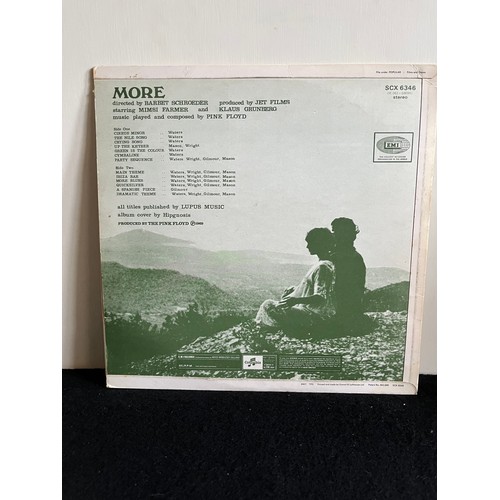 MORE
directed by BARBET SCHROEDER produced by JET FILMS
starring MIMSI FARMER and KLAUS GRUNBERG
music played and composed by PINK FLOYD
SCX 6346
STEREO
EMI
Side One
CIRRUS MINOR - Waters
THE NILE SONG - Waters
CRYING SONG - Waters
UP THE KHYBER - Mason, Wright
GREEN IS THE COLOUR - Waters
CYMBALINE - Waters
PARTY SEQUENCE - Waters, Wright, Gilmour, Mason
Side Two
MAIN THEME - Waters, Wright, Gilmour, Mason
IBIZA BAR - Waters, Wright, Gilmour, Mason
MORE BLUES - Waters, Wright, Gilmour, Mason
QUICKSILVER - Waters, Wright, Gilmour, Mason
A SPANISH PIECE - Gilmour
DRAMATIC THEME - Waters, Wright, Gilmour, Mason
all titles published by LUPUS MUSIC
album cover by Hipgnosis
PRODUCED BY THE PINK FLOYD ℗1969